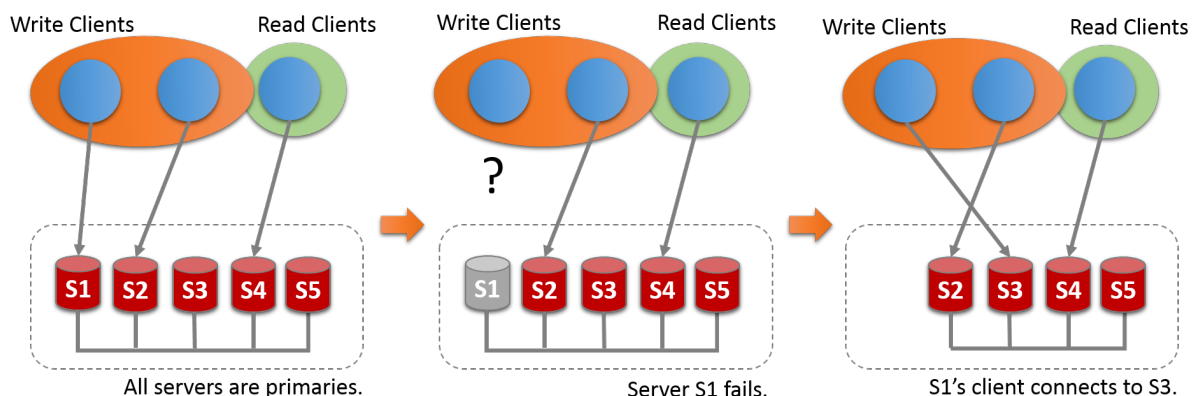 Write Clients
Read Clients
S1
S2
S3
S4
S5
All servers are primaries.
Write Clients
Read Clients
?
S1
S2
S3
S4
S5
Server S1 fails.
Write Clients
Read Clients
S2
S3
S4
S5
S1's client connects to S3.